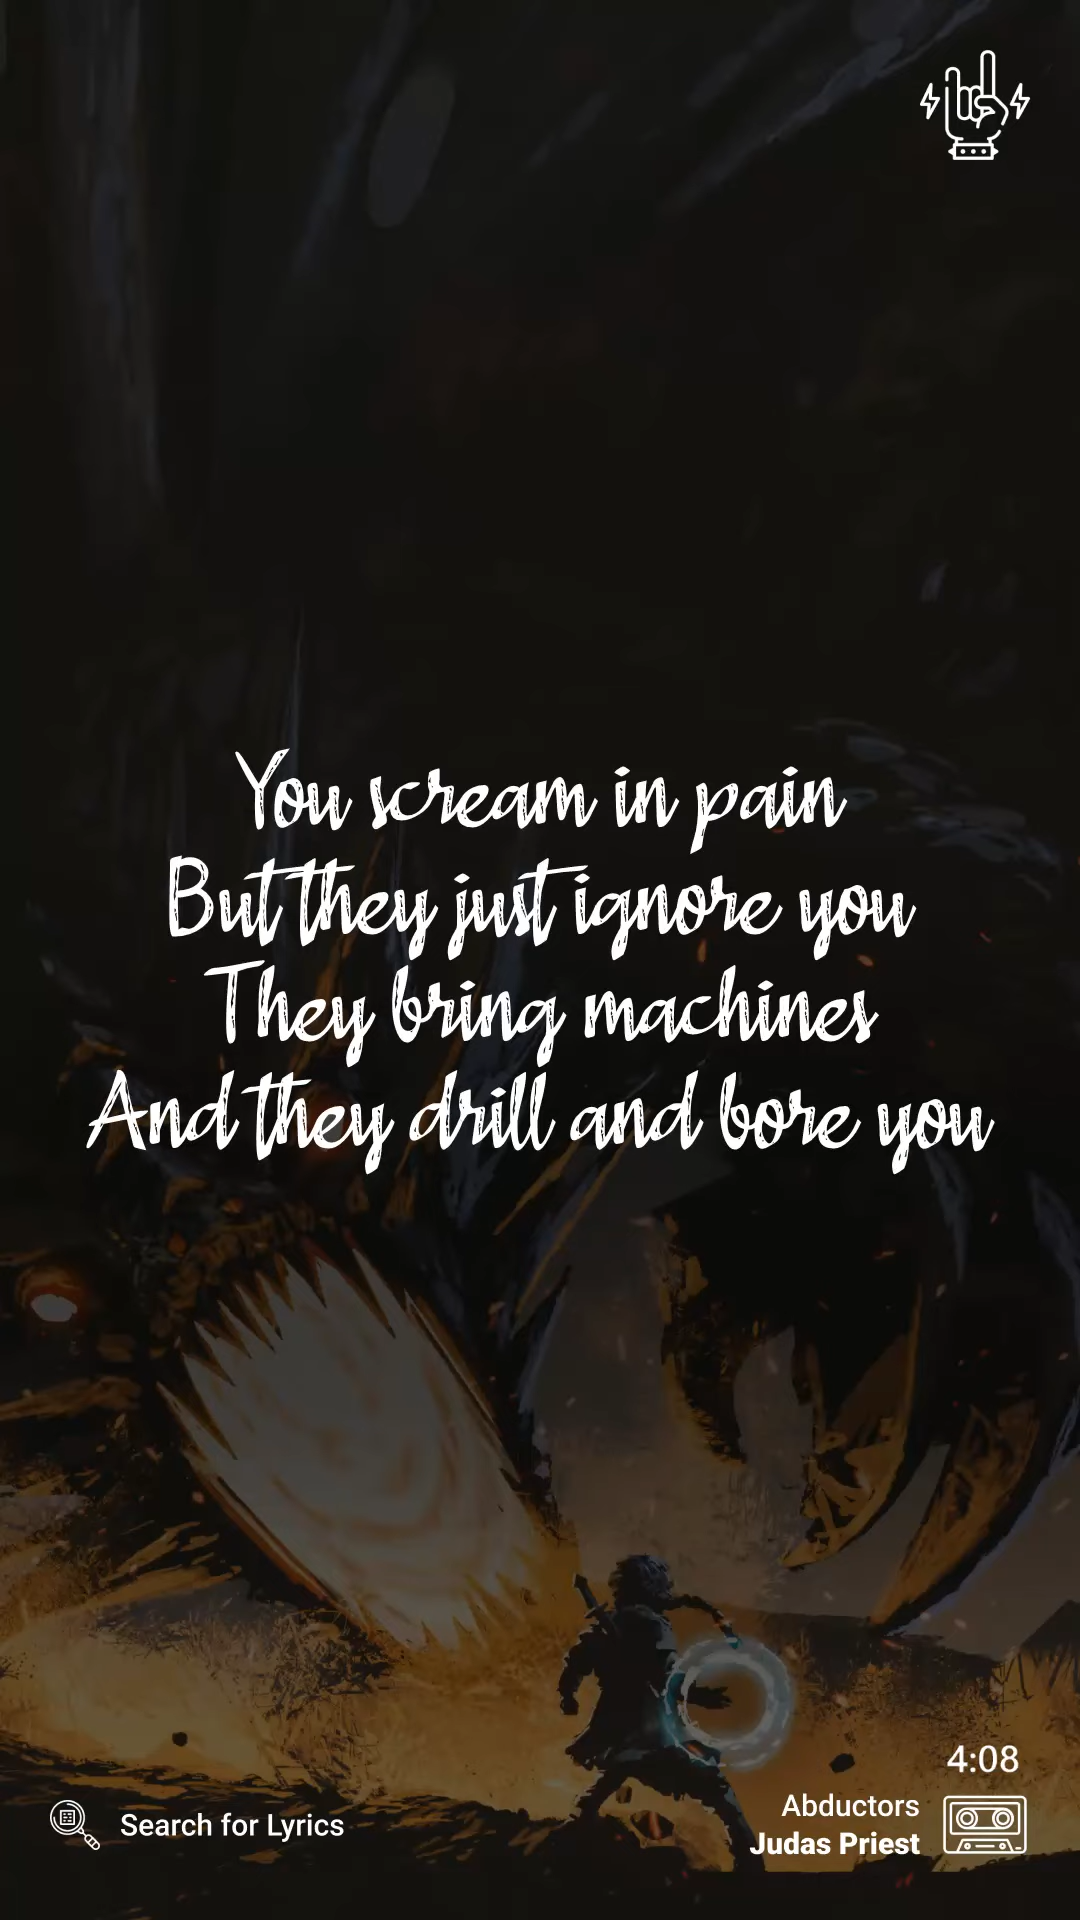 You scream in pain
But they just ignore you
They bring machines
And they drill and bore you
4:08
Search for Lyrics
Abductors
Judas Priest